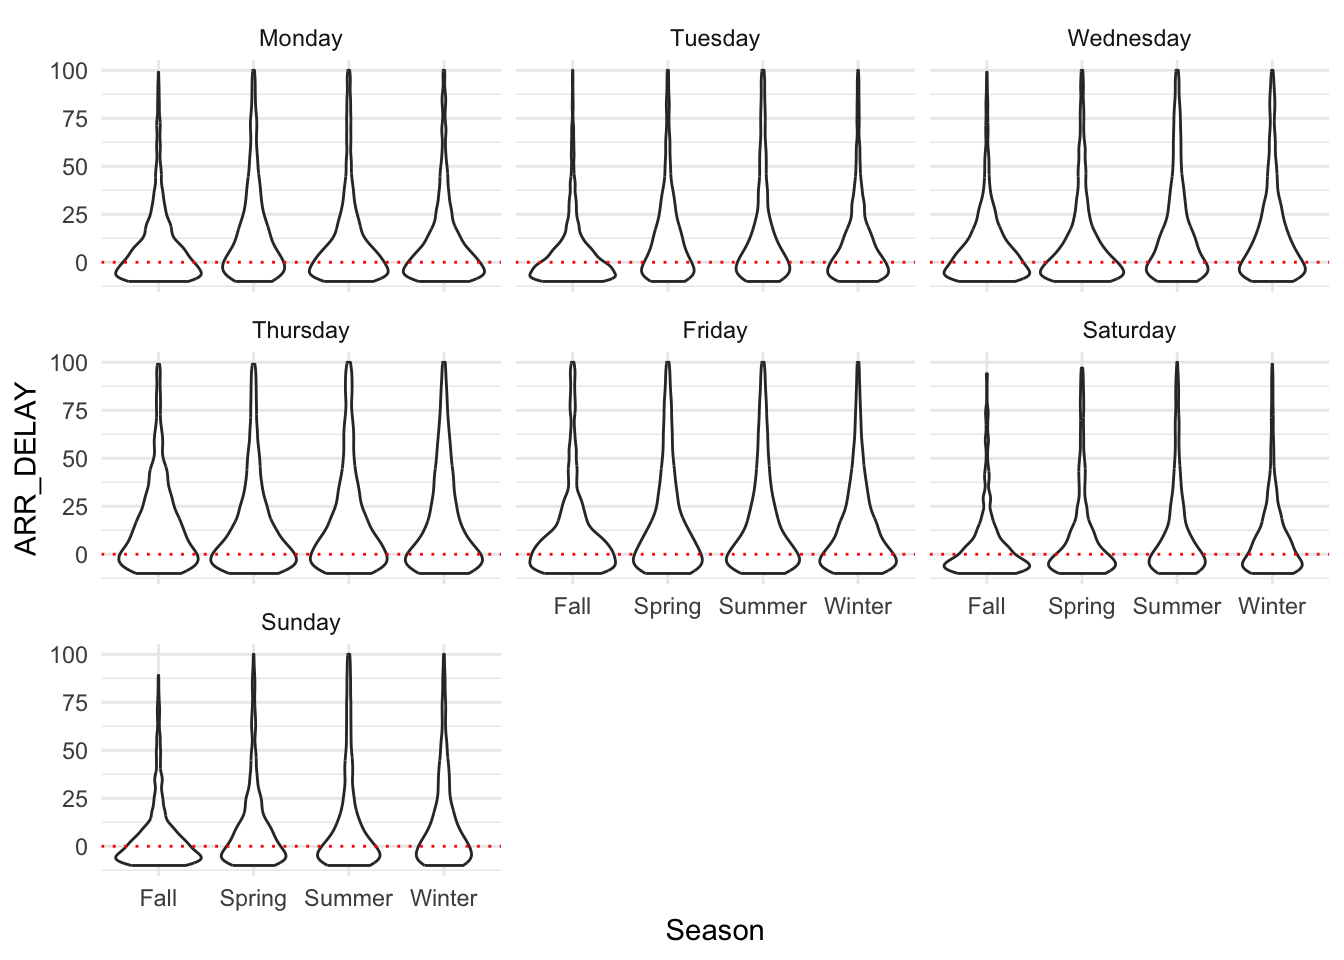 Monday
Tuesday
Wednesday
100
75
50
25
0
Thursday
Friday
Saturday
100
75
50
25
0
ARR_DELAY
Fall Spring Summer Winter
Fall Spring Summer Winter
Sunday
100
75
50
25
0
Fall Spring Summer Winter
Season